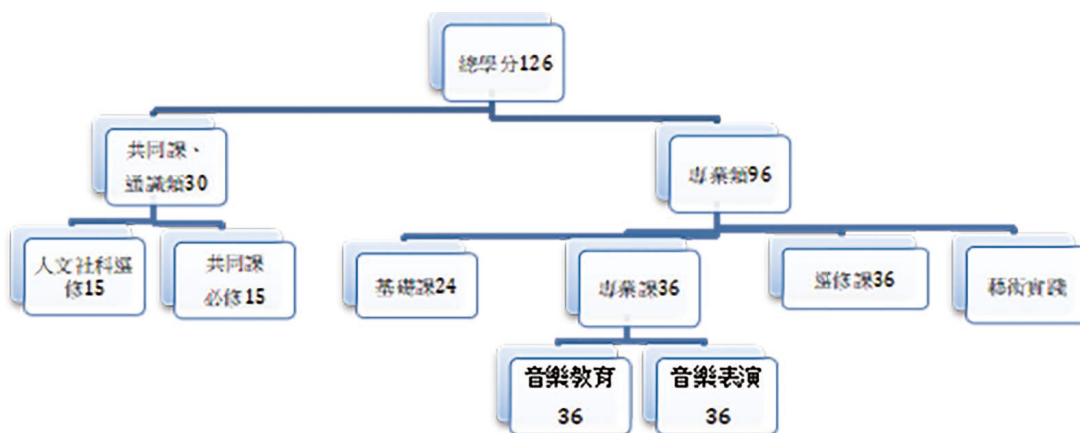 總學分126
共同課、
通識類30
專業類96
人文社科選
修15
共同課
必修15
基礎課24
專業課36
選修課36
藝術實踐
音樂教育
36
音樂表演
36